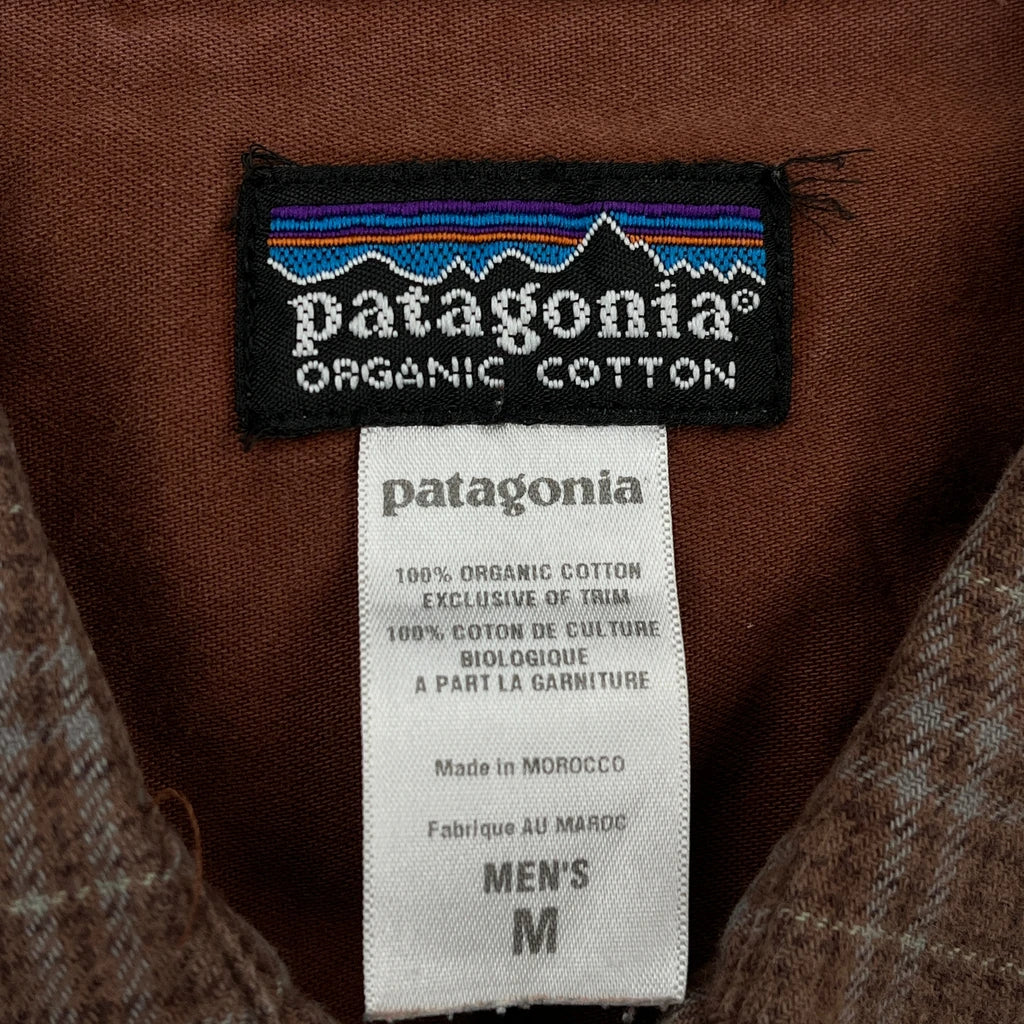 patagonia®
ORGANIC COTTON
patagonia
100% ORGANIC COTTON
EXCLUSIVE OF TRIM
100% COTON DE CULTURE
BIOLOGIQUE
A PART LA GARNITURE
Made in MOROCCO
Fabrique AU MAROC
MEN'S
M